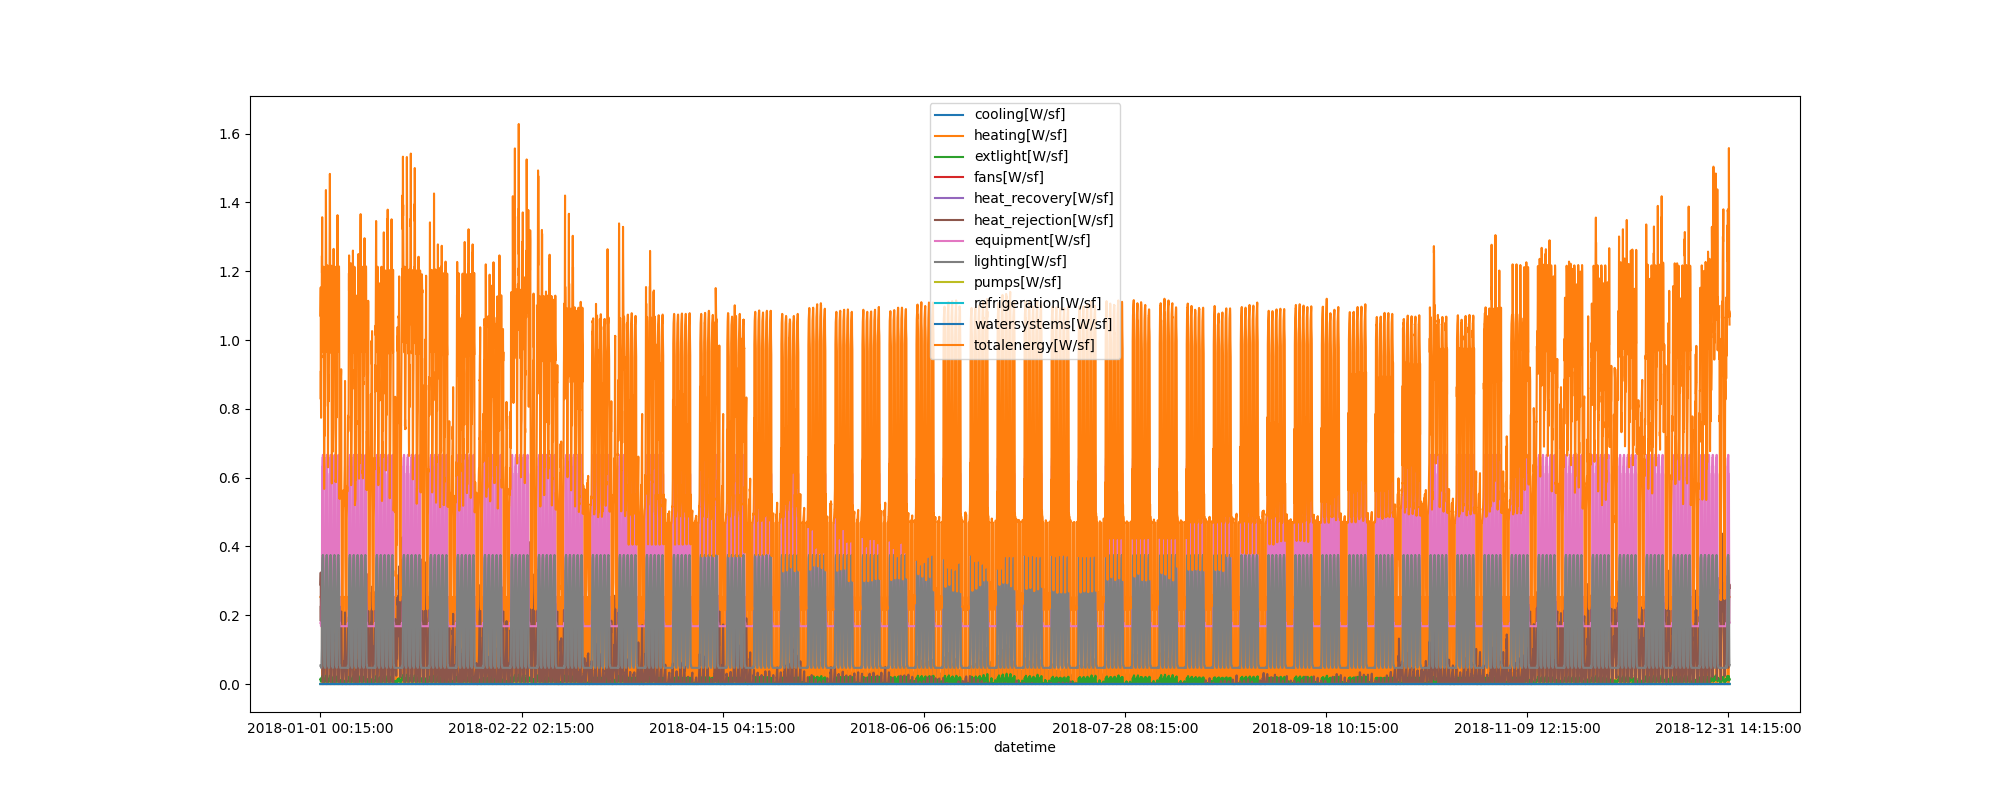 cooling[W/sf]
heating[W/sf]
extlight[W/sf]
fans[W/sf]
heat_recovery[W/sf]
heat_rejection[W/sf]
equipment[W/sf]
lighting[W/sf]
pumps[W/sf]
refrigeration[W/sf]
watersystems[W/sf]
totalenergy[W/sf]
1.6
1.4
1.2
1.0
0.8
0.6
0.4
0.2
0.0
2018-01-01 00:15:00 2018-02-22 02:15:00 2018-04-15 04:15:00 2018-06-06 06:15:00 2018-07-28 08:15:00 2018-09-18 10:15:00 2018-11-09 12:15:00 2018-12-31 14:15:00
datetime